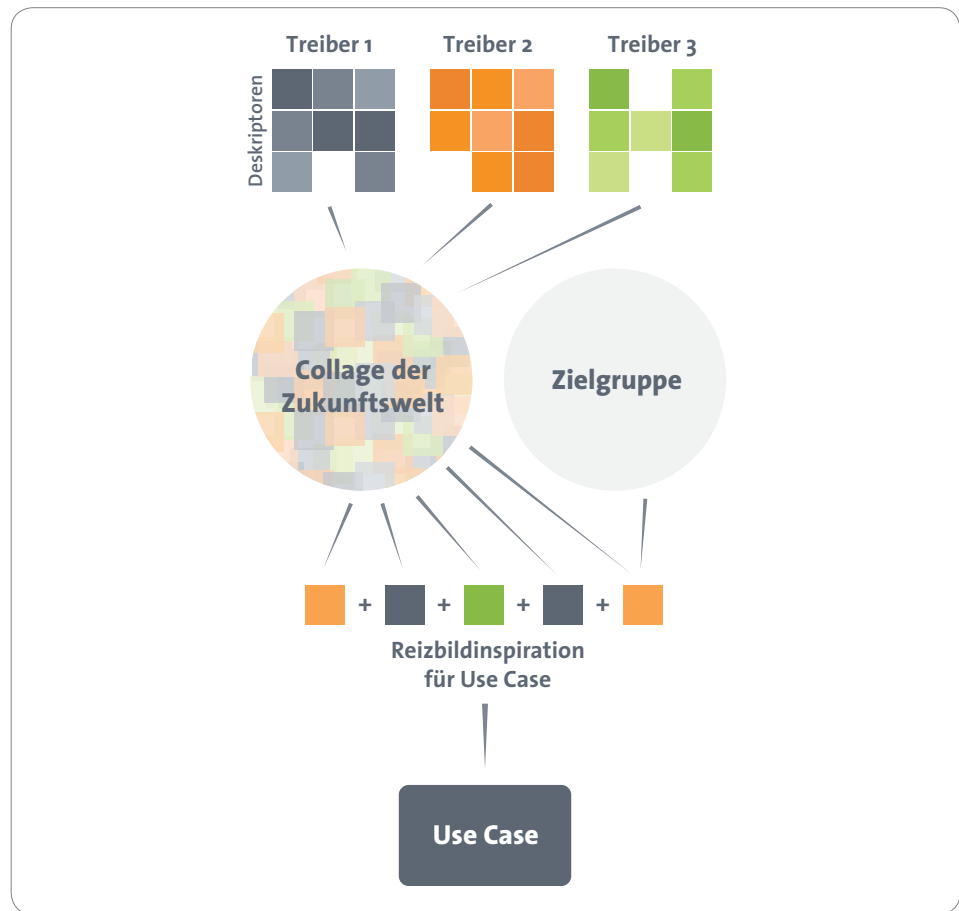 Treiber 1
Treiber 2
Treiber 3
Deskriptoren
Collage der
Zukunftswelt
Zielgruppe
+ + + +
Reizbildinspiration
für Use Case
Use Case